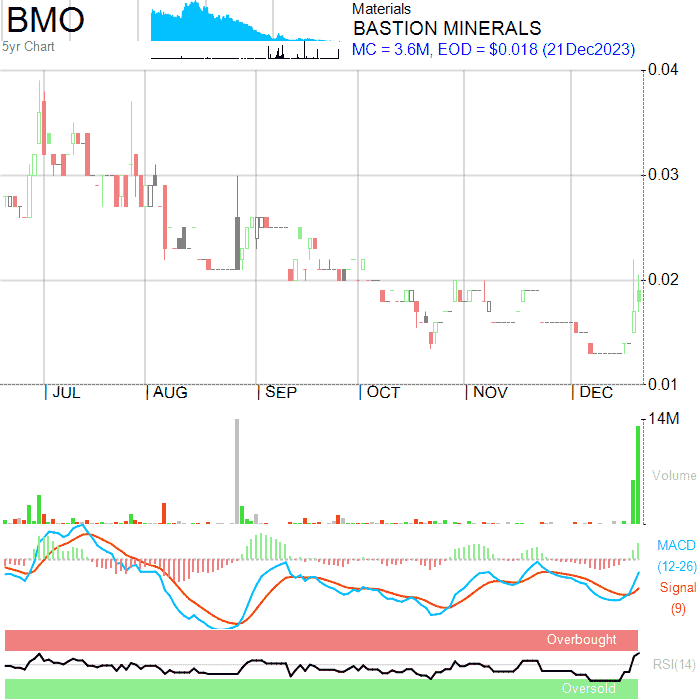 BMO
5yr Chart
Materials
BASTION MINERALS
MC = 3.6M, EOD = $0.018 (21Dec2023)
0.04
0.03
0.02
0.01
JUL
AUG
SEP
OCT
NOV
DEC
14M
Volume
MACD
(12-26)
Signal
(9)
Overbought
RSI(14)
Oversold